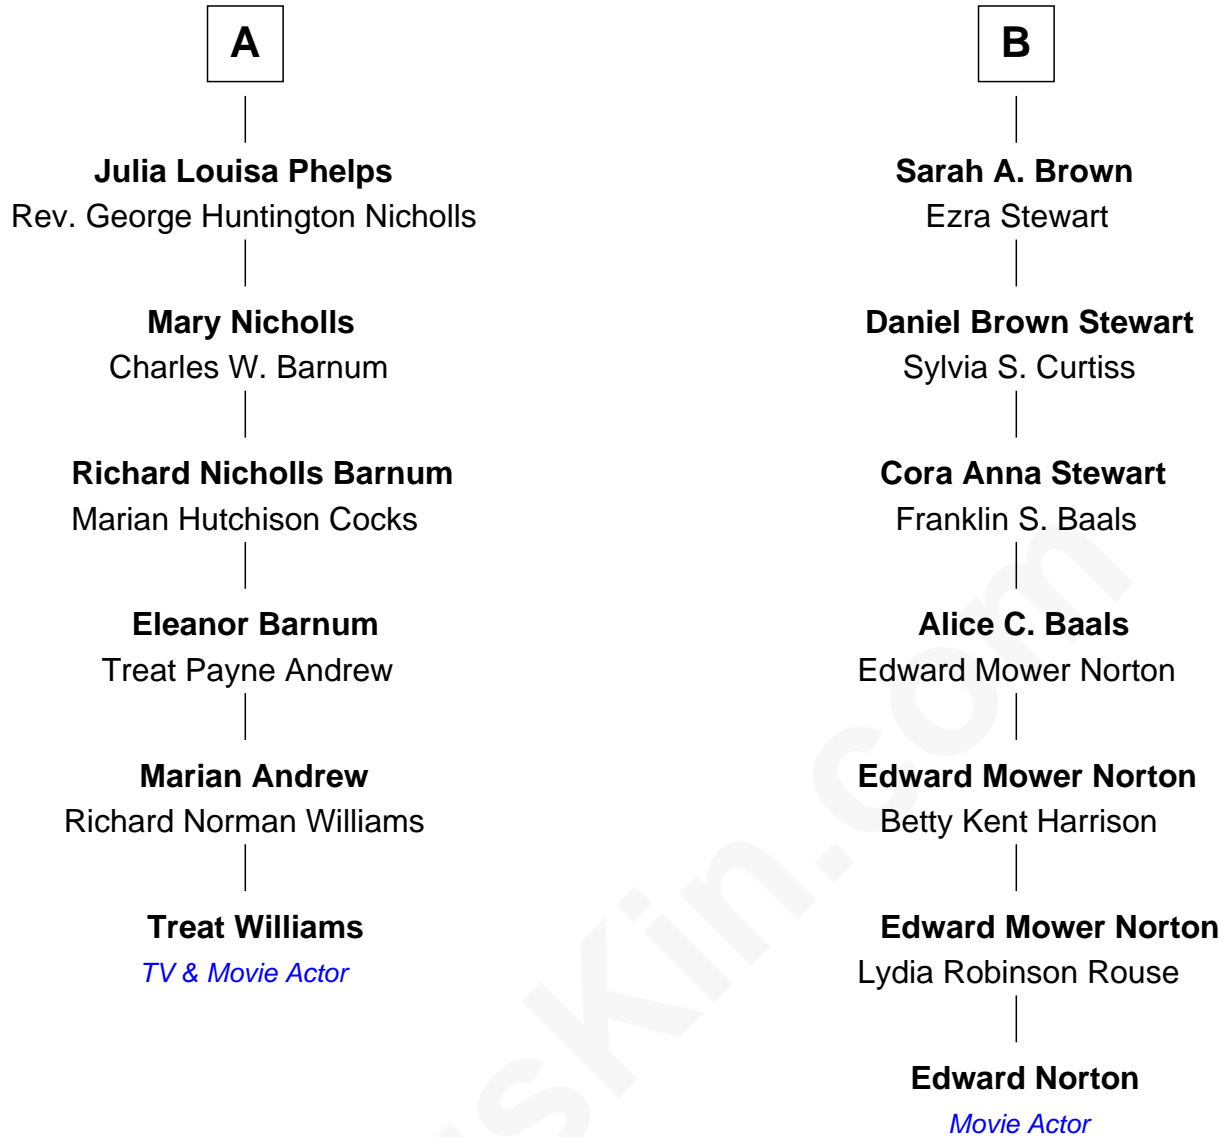 A
Julia Louisa Phelps
Rev. George Huntington Nicholls
Mary Nicholls
Charles W. Barnum
Richard Nicholls Barnum
Marian Hutchison Cocks
Eleanor Barnum
Treat Payne Andrew
Marian Andrew
Richard Norman Williams
Treat Williams
TV & Movie Actor
B
Sarah A. Brown
Ezra Stewart
Daniel Brown Stewart
Sylvia S. Curtiss
Cora Anna Stewart
Franklin S. Baals
Alice C. Baals
Edward Mower Norton
Edward Mower Norton
Betty Kent Harrison
Edward Mower Norton
Lydia Robinson Rouse
Edward Norton
Movie Actor
usKin.com